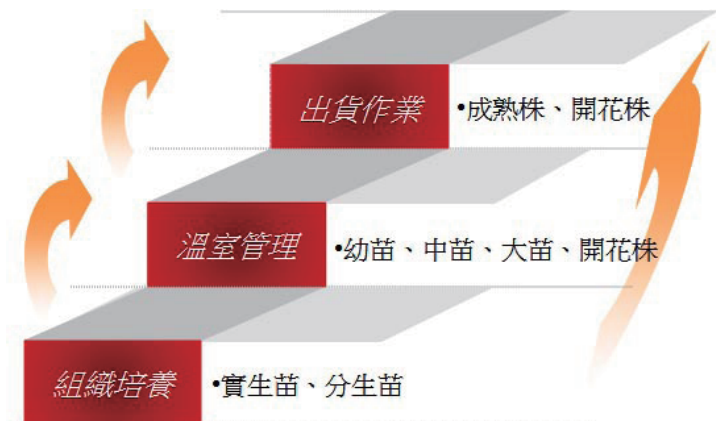 出貨作業 •成熟株、開花株
溫室管理 •幼苗、中苗、大苗、開花株
組織培養 •實生苗、分生苗